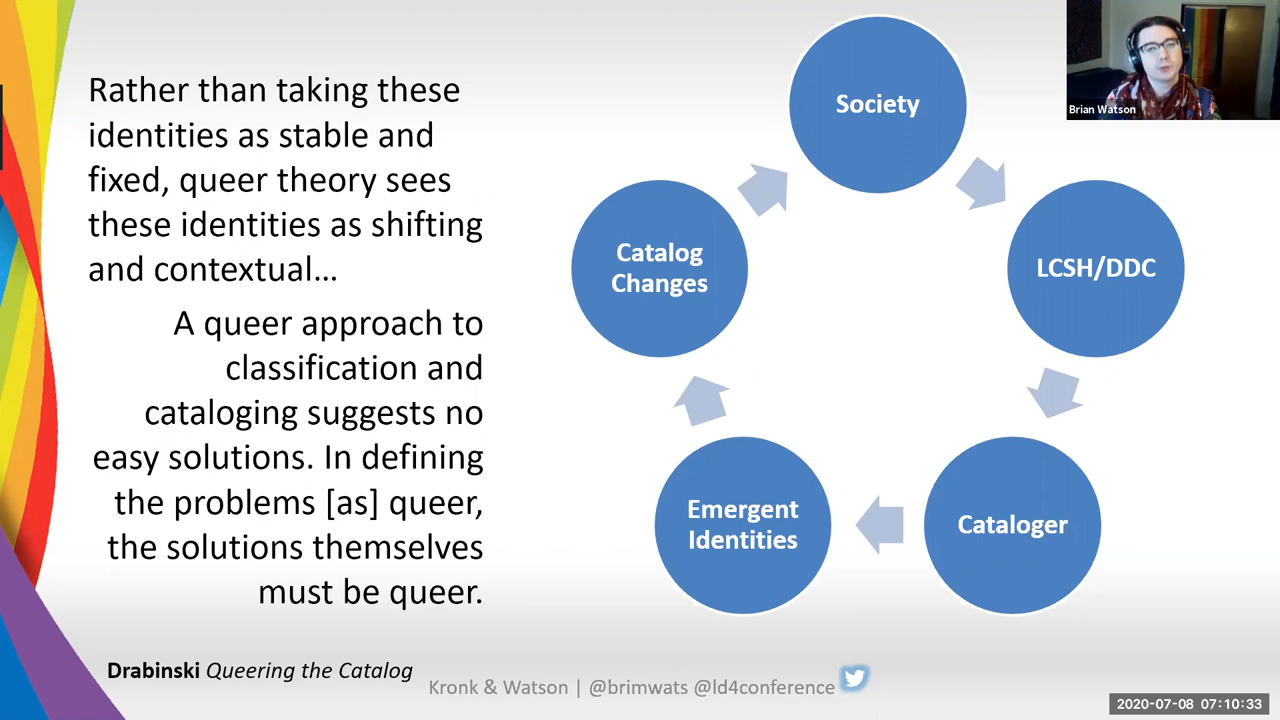 Rather than taking these
identities as stable and
fixed, queer theory sees
these identities as shifting
and contextual…
A queer approach to
classification and
cataloging suggests no
easy solutions. In defining
the problems [as] queer,
the solutions themselves
must be queer.
Drabinski Queering the Catalog
Society
LCSH/DDC
Cataloger
Emergent
Identities
Catalog
Changes
Brian Watson
Kronk & Watson | @brimwats @ld4conference
2020-07-08 07:10:33